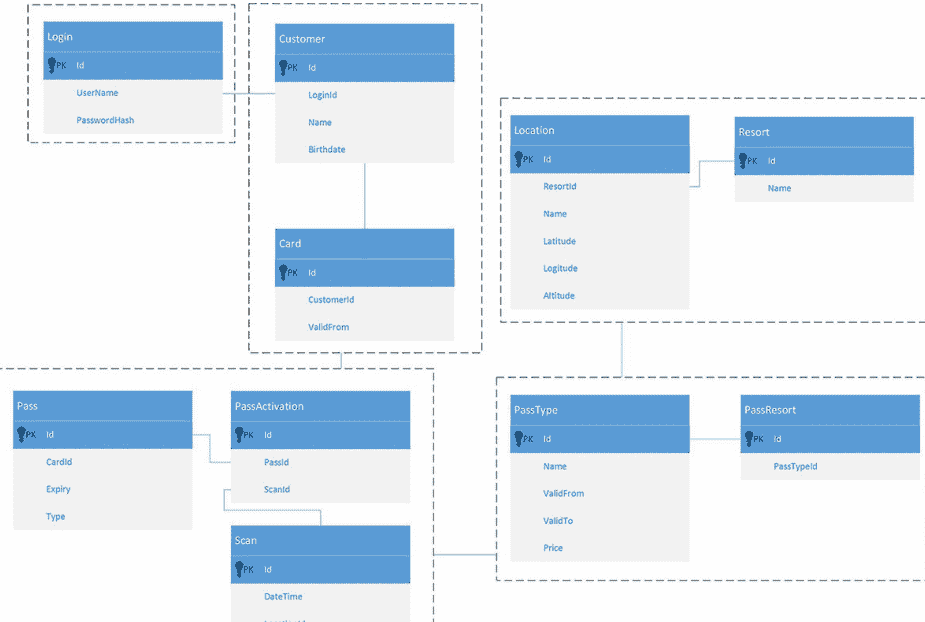 Login
PK Id
UserName
PasswordHash
Customer
PK Id
LoginId
Name
Birthdate
Card
PK Id
CustomerId
ValidFrom
Location
PK Id
ResortId
Name
Latitude
Logitude
Altitude
Resort
PK Id
Name
Pass
PK Id
CardId
Expiry
Type
PassActivation
PK Id
PassId
ScanId
Scan
PK Id
DateTime
PassType
PK Id
Name
ValidFrom
ValidTo
Price
PassResort
PK Id
PassTypeId